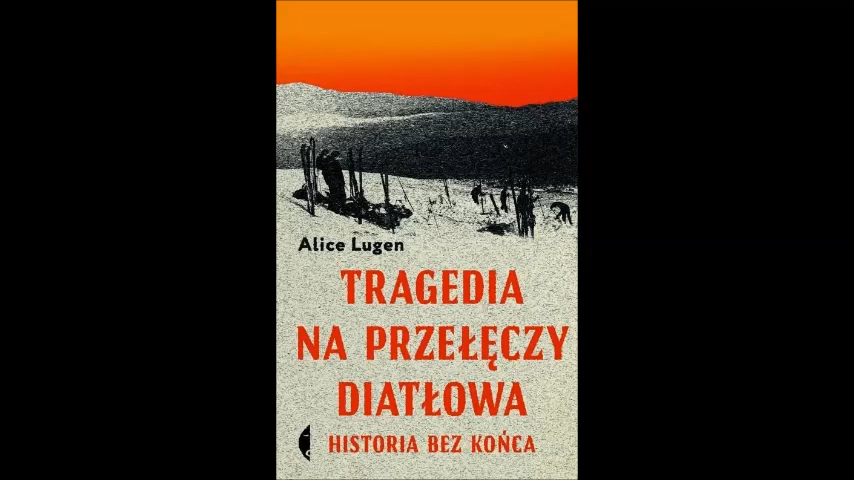 Alice Lugen
TRAGEDIA
NA PRZEŁĘCZY
DIATŁOWA
HISTORIA BEZ KOŃCA